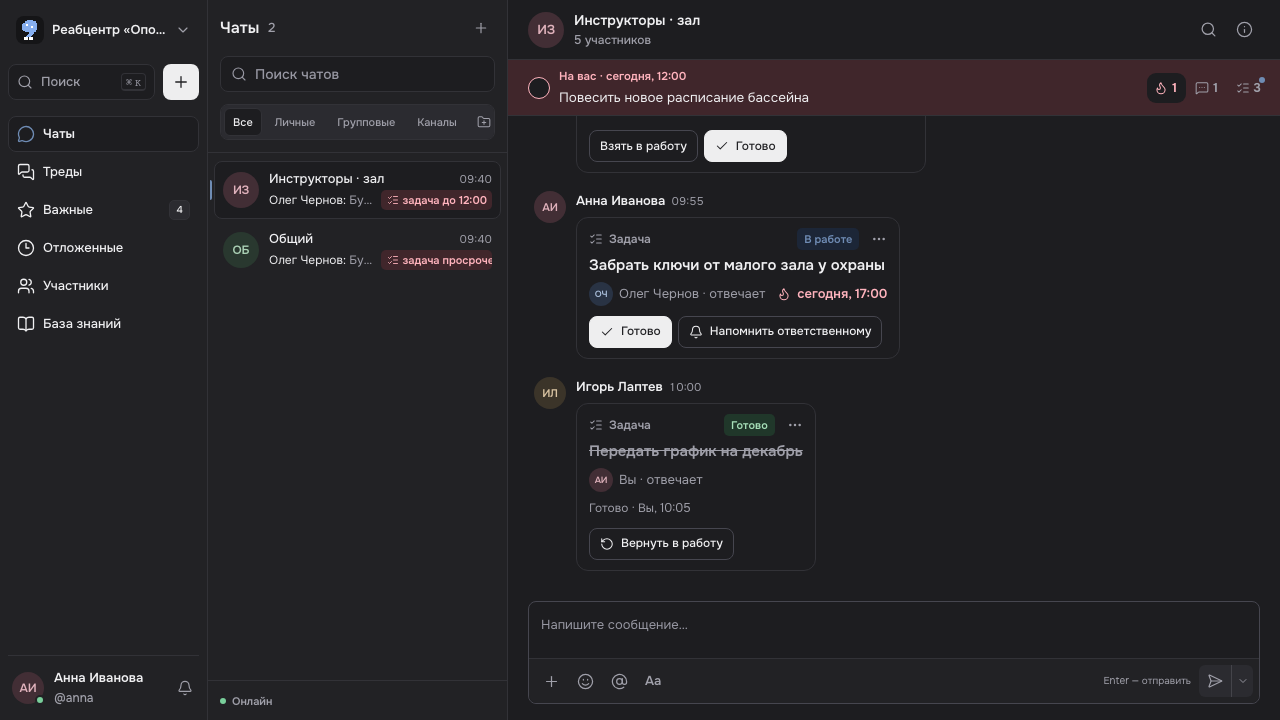 Реабцентр «Опо...
Поиск
⌘ K
Чаты
Треды
Важные
4
Отложенные
Участники
База знаний
АИ
Анна Иванова
@anna
Чаты 2
Поиск чатов
Все
Личные
Групповые
Каналы
ИЗ
Инструкторы · зал
09:40
Олег Чернов: Бу...
задача до 12:00
ОБ
Общий
09:40
Олег Чернов: Бу...
задача просроче
Онлайн
ИЗ
Инструкторы · зал
5 участников
На вас · сегодня, 12:00
Повесить новое расписание бассейна
1
1
3
Взять в работу
Готово
АИ
Анна Иванова 09:55
Задача
В работе
Забрать ключи от малого зала у охраны
ОЧ
Олег Чернов · отвечает
сегодня, 17:00
Готово
Напомнить ответственному
ИЛ
Игорь Лаптев 10:00
Задача
Готово
Передать график на декабрь
АИ
Вы · отвечает
Готово · Вы, 10:05
Вернуть в работу
Напишите сообщение...
Aa
Enter — отправить